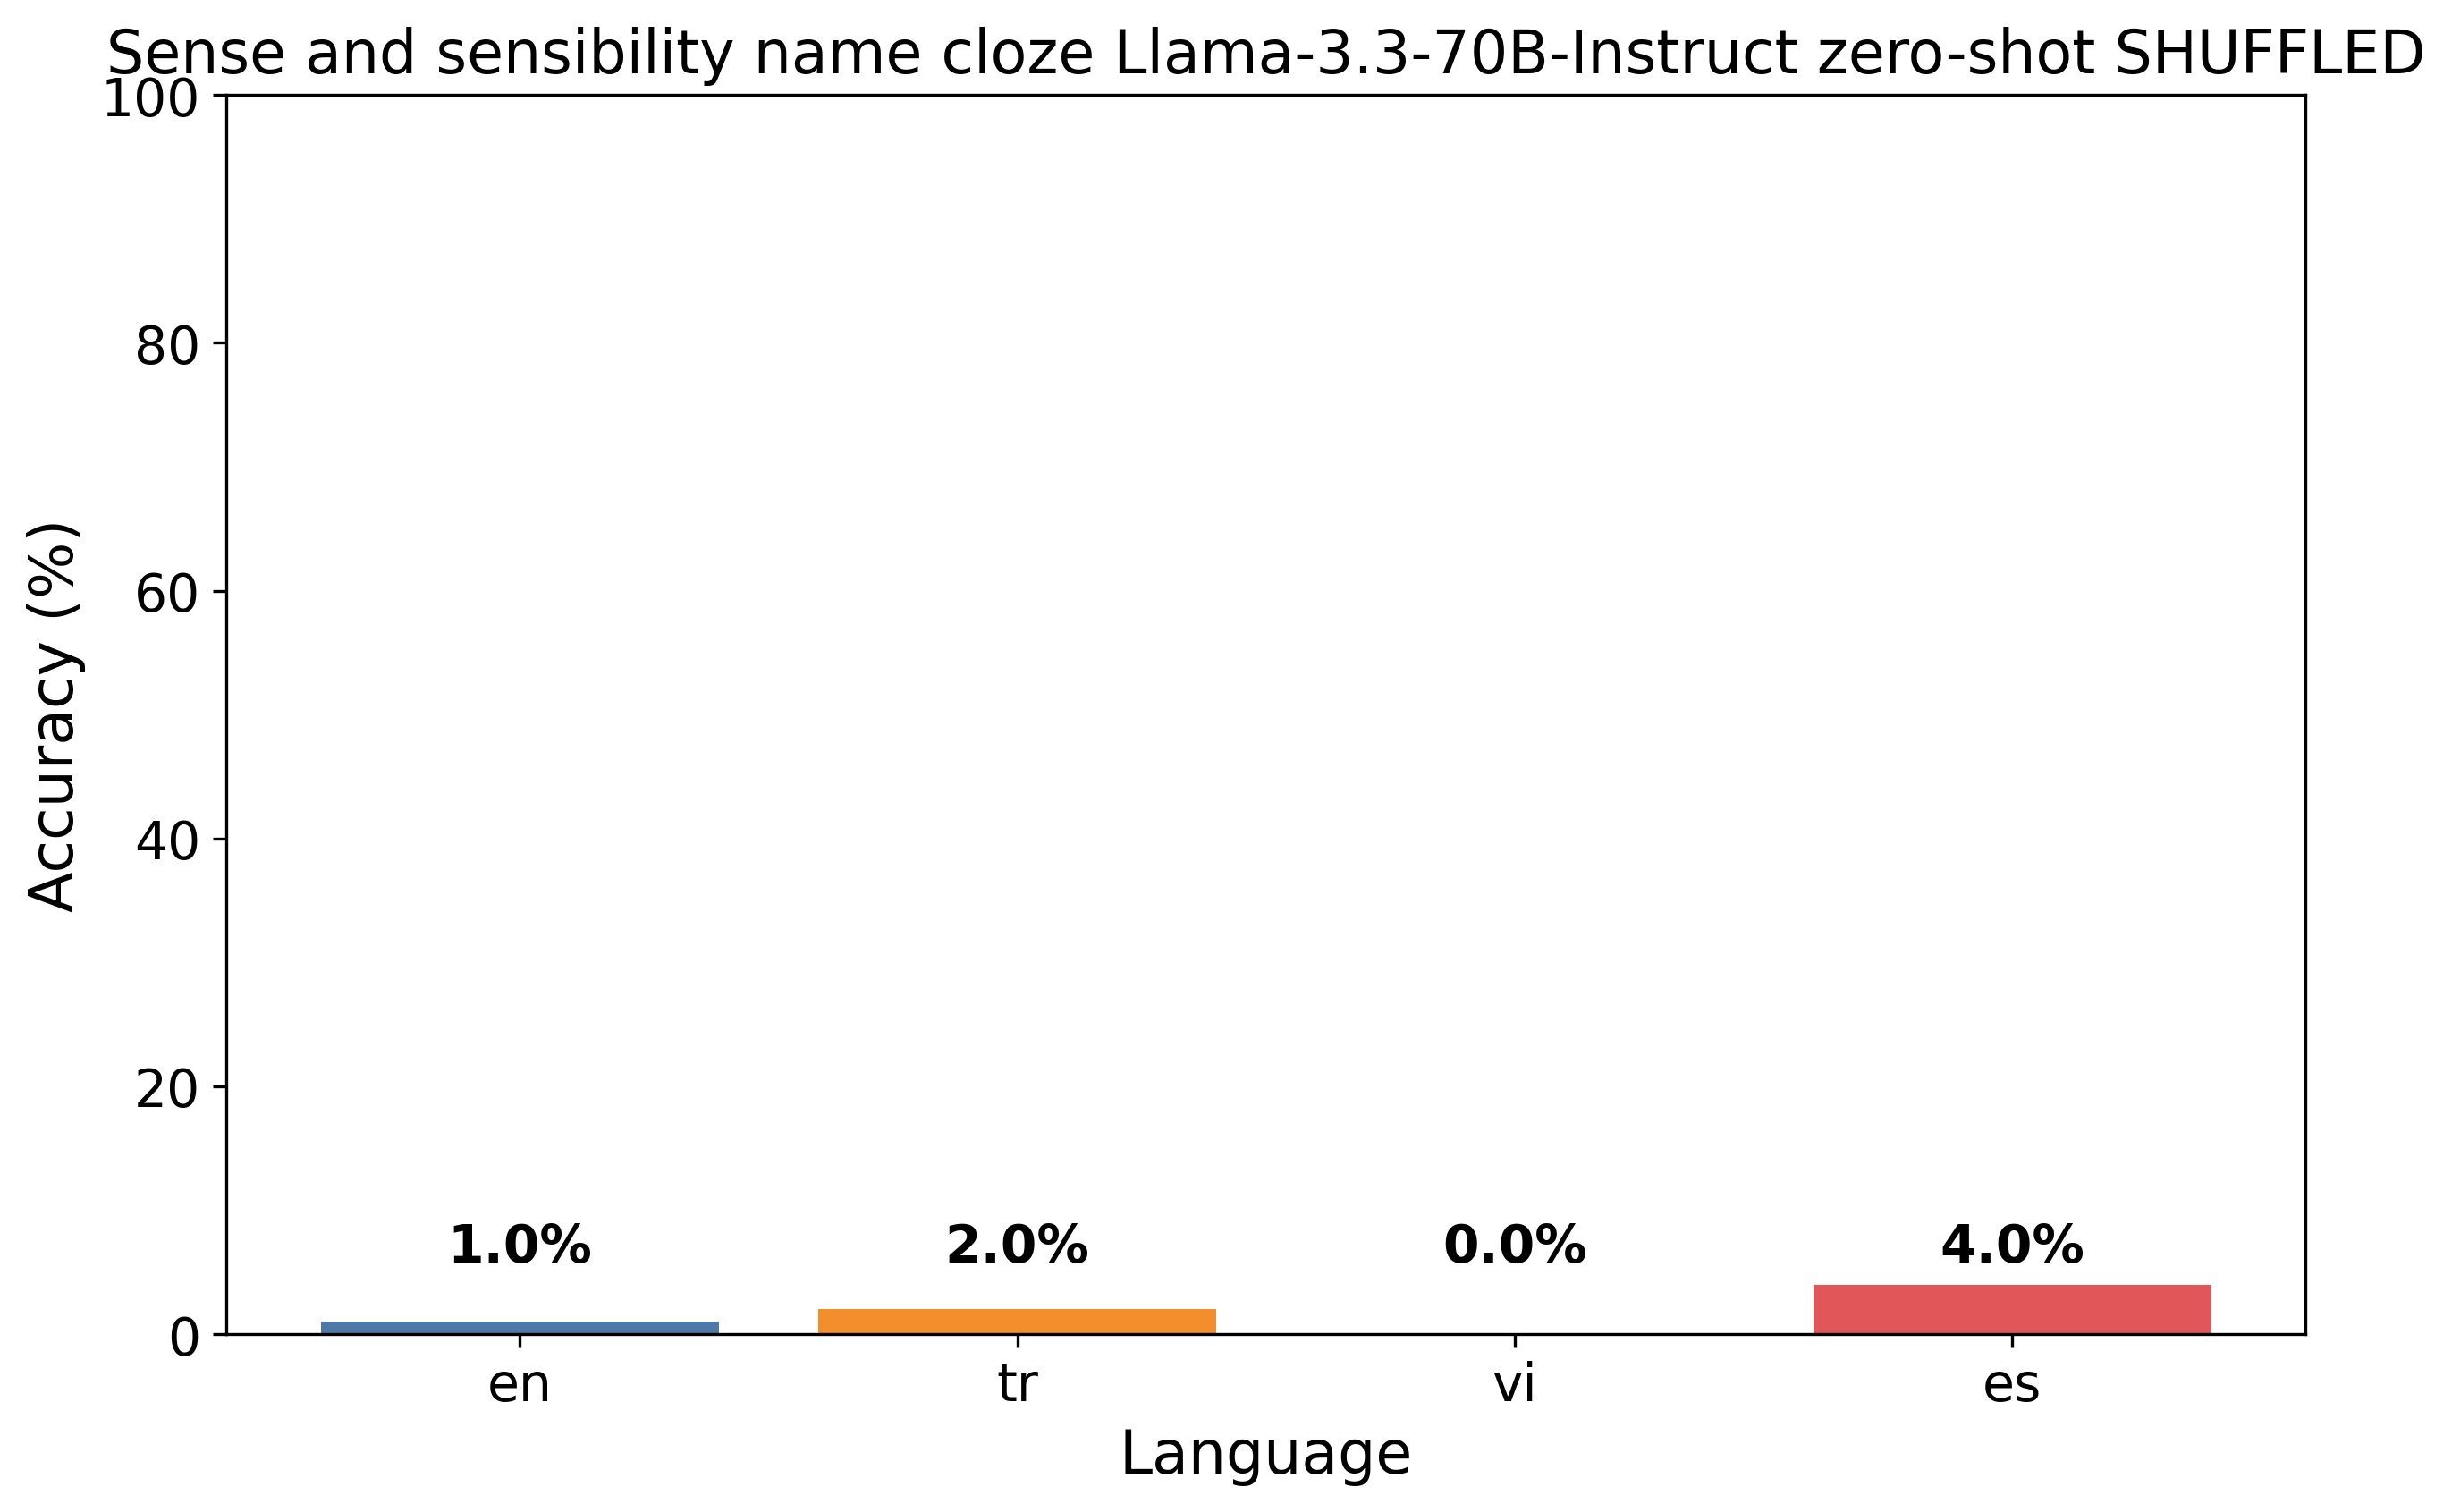 Sense and sensibility name cloze Llama-3.3-70B-Instruct zero-shot SHUFFLED
100
80
60
40
20
0
Accuracy (%)
1.0%
2.0%
0.0%
4.0%
en
tr
vi
es
Language